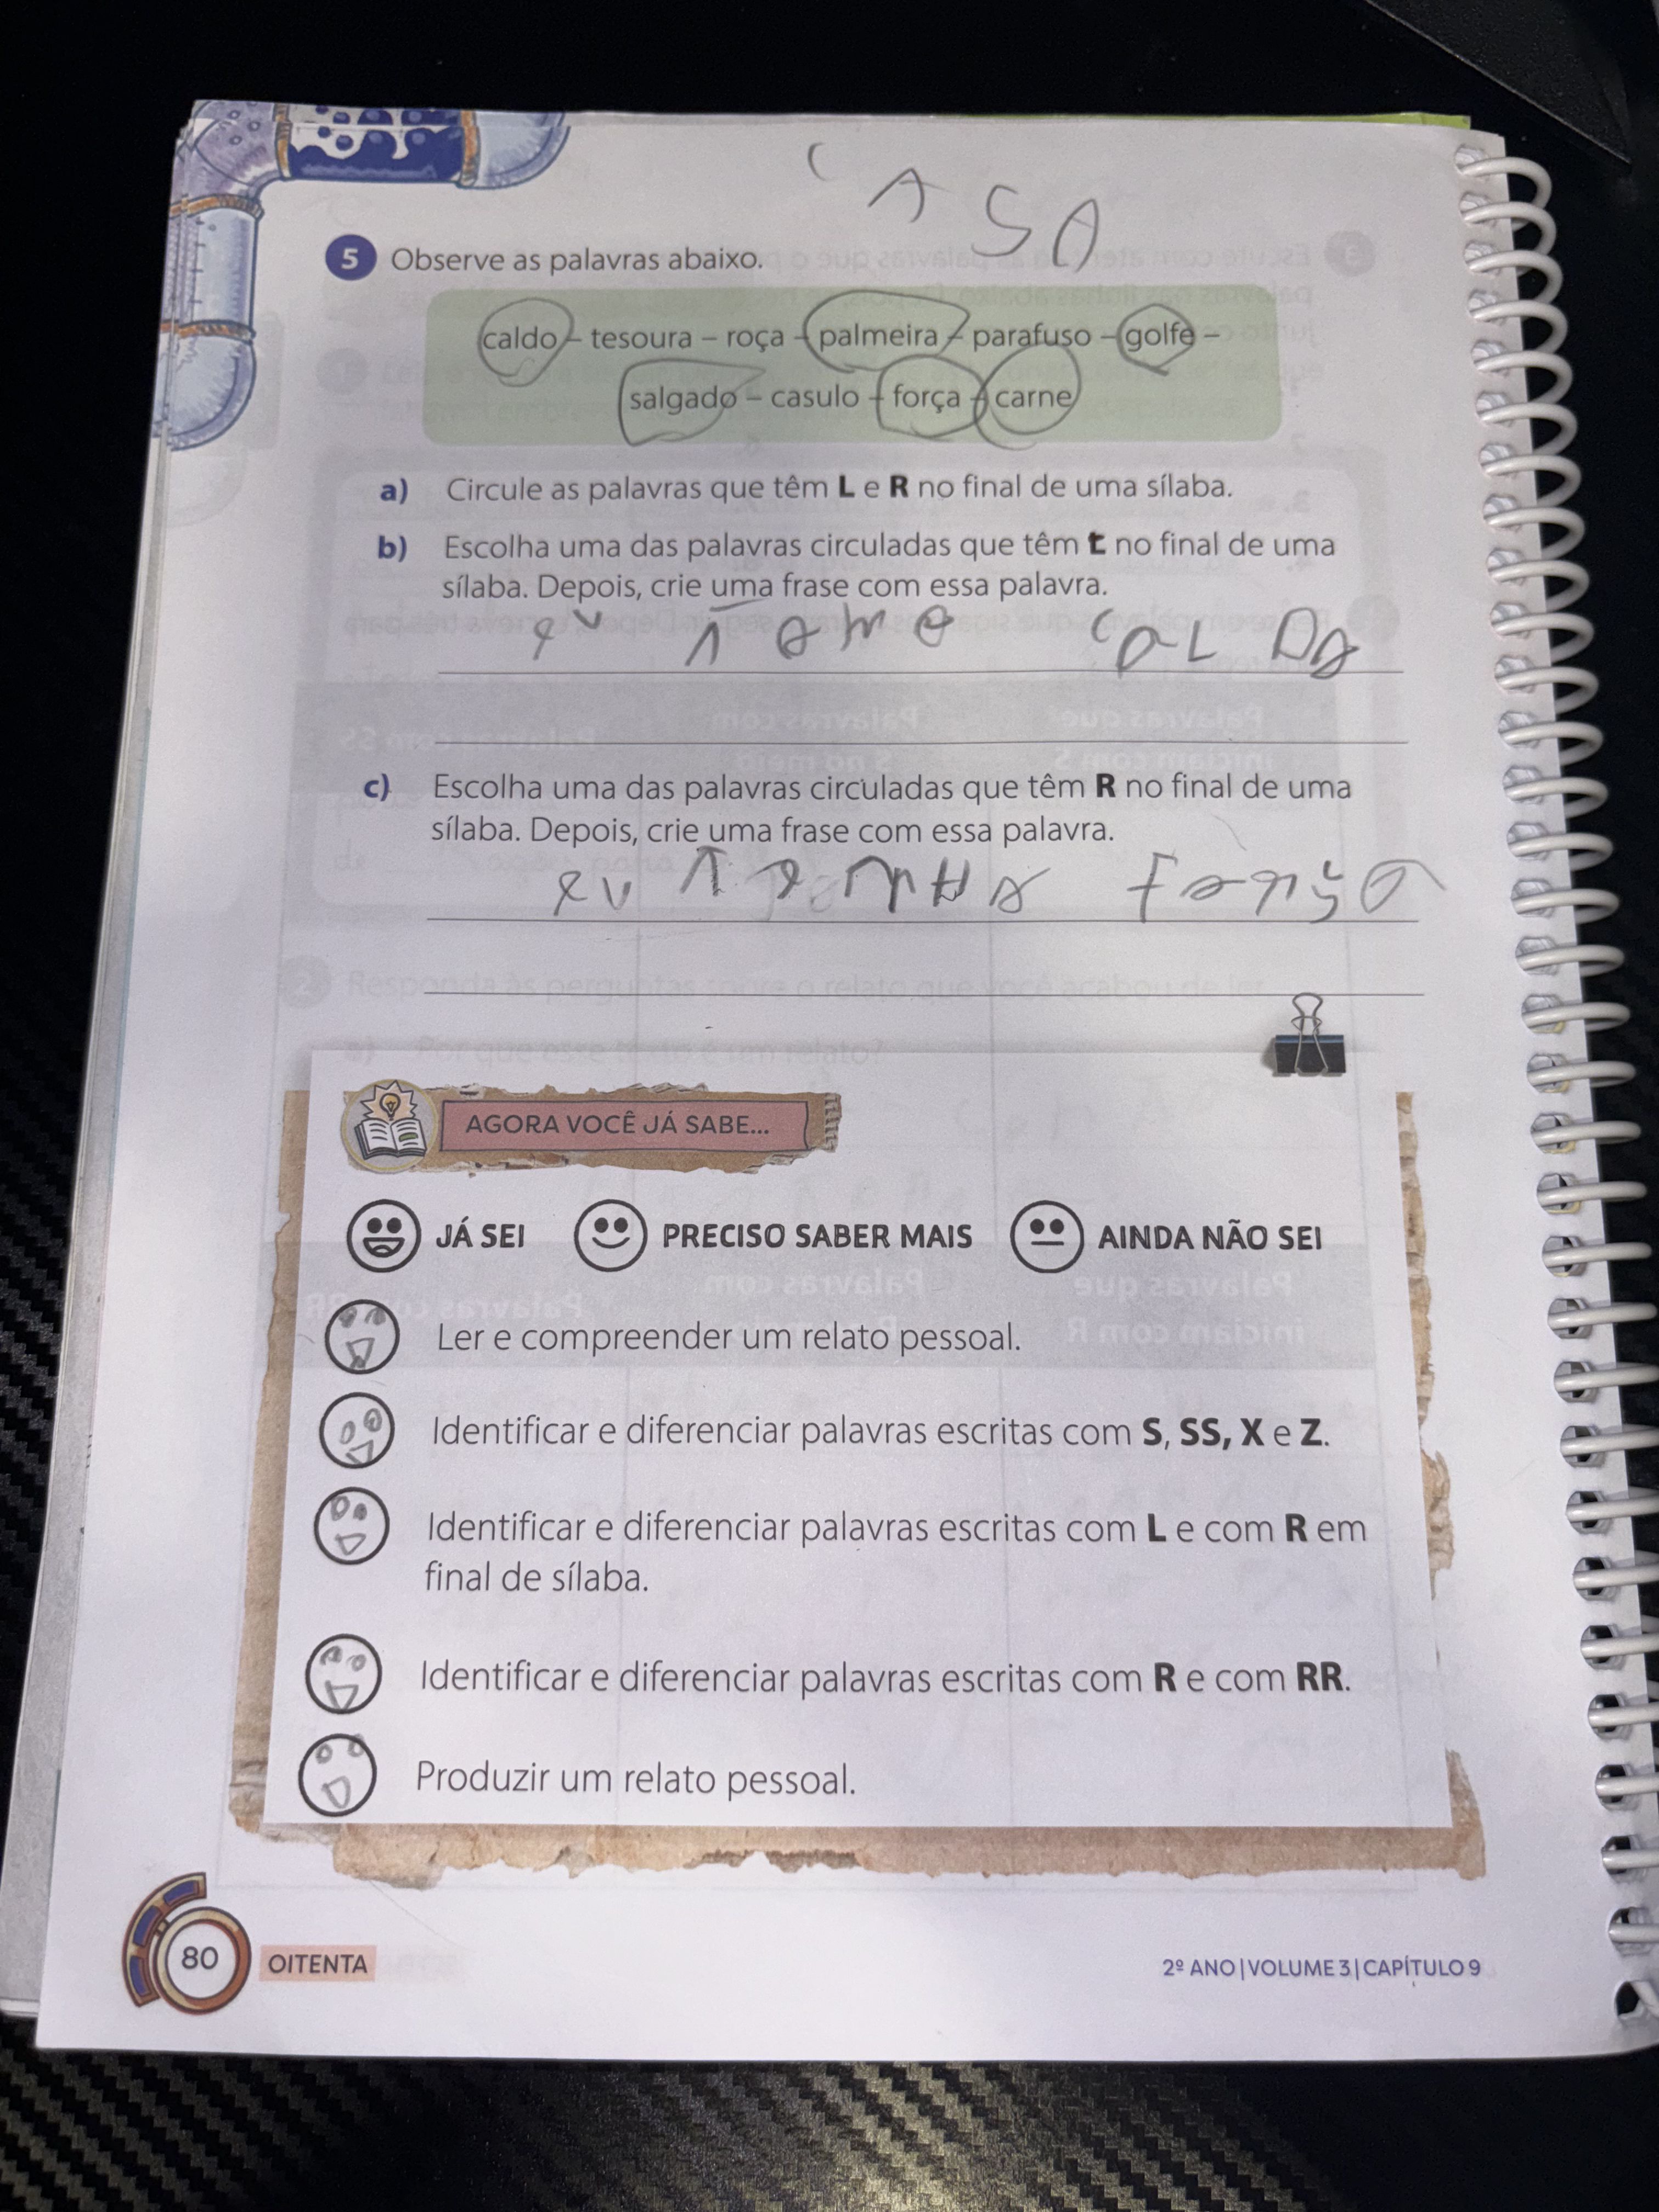 CASA
5 Observe as palavras abaixo.
caldo – tesoura – roça – palmeira – parafuso – golfe –
salgado – casulo – força – carne
a) Circule as palavras que têm L e R no final de uma sílaba.
b) Escolha uma das palavras circuladas que têm L no final de uma
sílaba. Depois, crie uma frase com essa palavra.
eu CALDO
c) Escolha uma das palavras circuladas que têm R no final de uma
sílaba. Depois, crie uma frase com essa palavra.
eu força
AGORA VOCÊ JÁ SABE...
JÁ SEI PRECISO SABER MAIS AINDA NÃO SEI
Ler e compreender um relato pessoal.
Identificar e diferenciar palavras escritas com S, SS, X e Z.
Identificar e diferenciar palavras escritas com L e com R em
final de sílaba.
Identificar e diferenciar palavras escritas com R e com RR.
Produzir um relato pessoal.
80 OITENTA 2º ANO | VOLUME 3 | CAPÍTULO 9